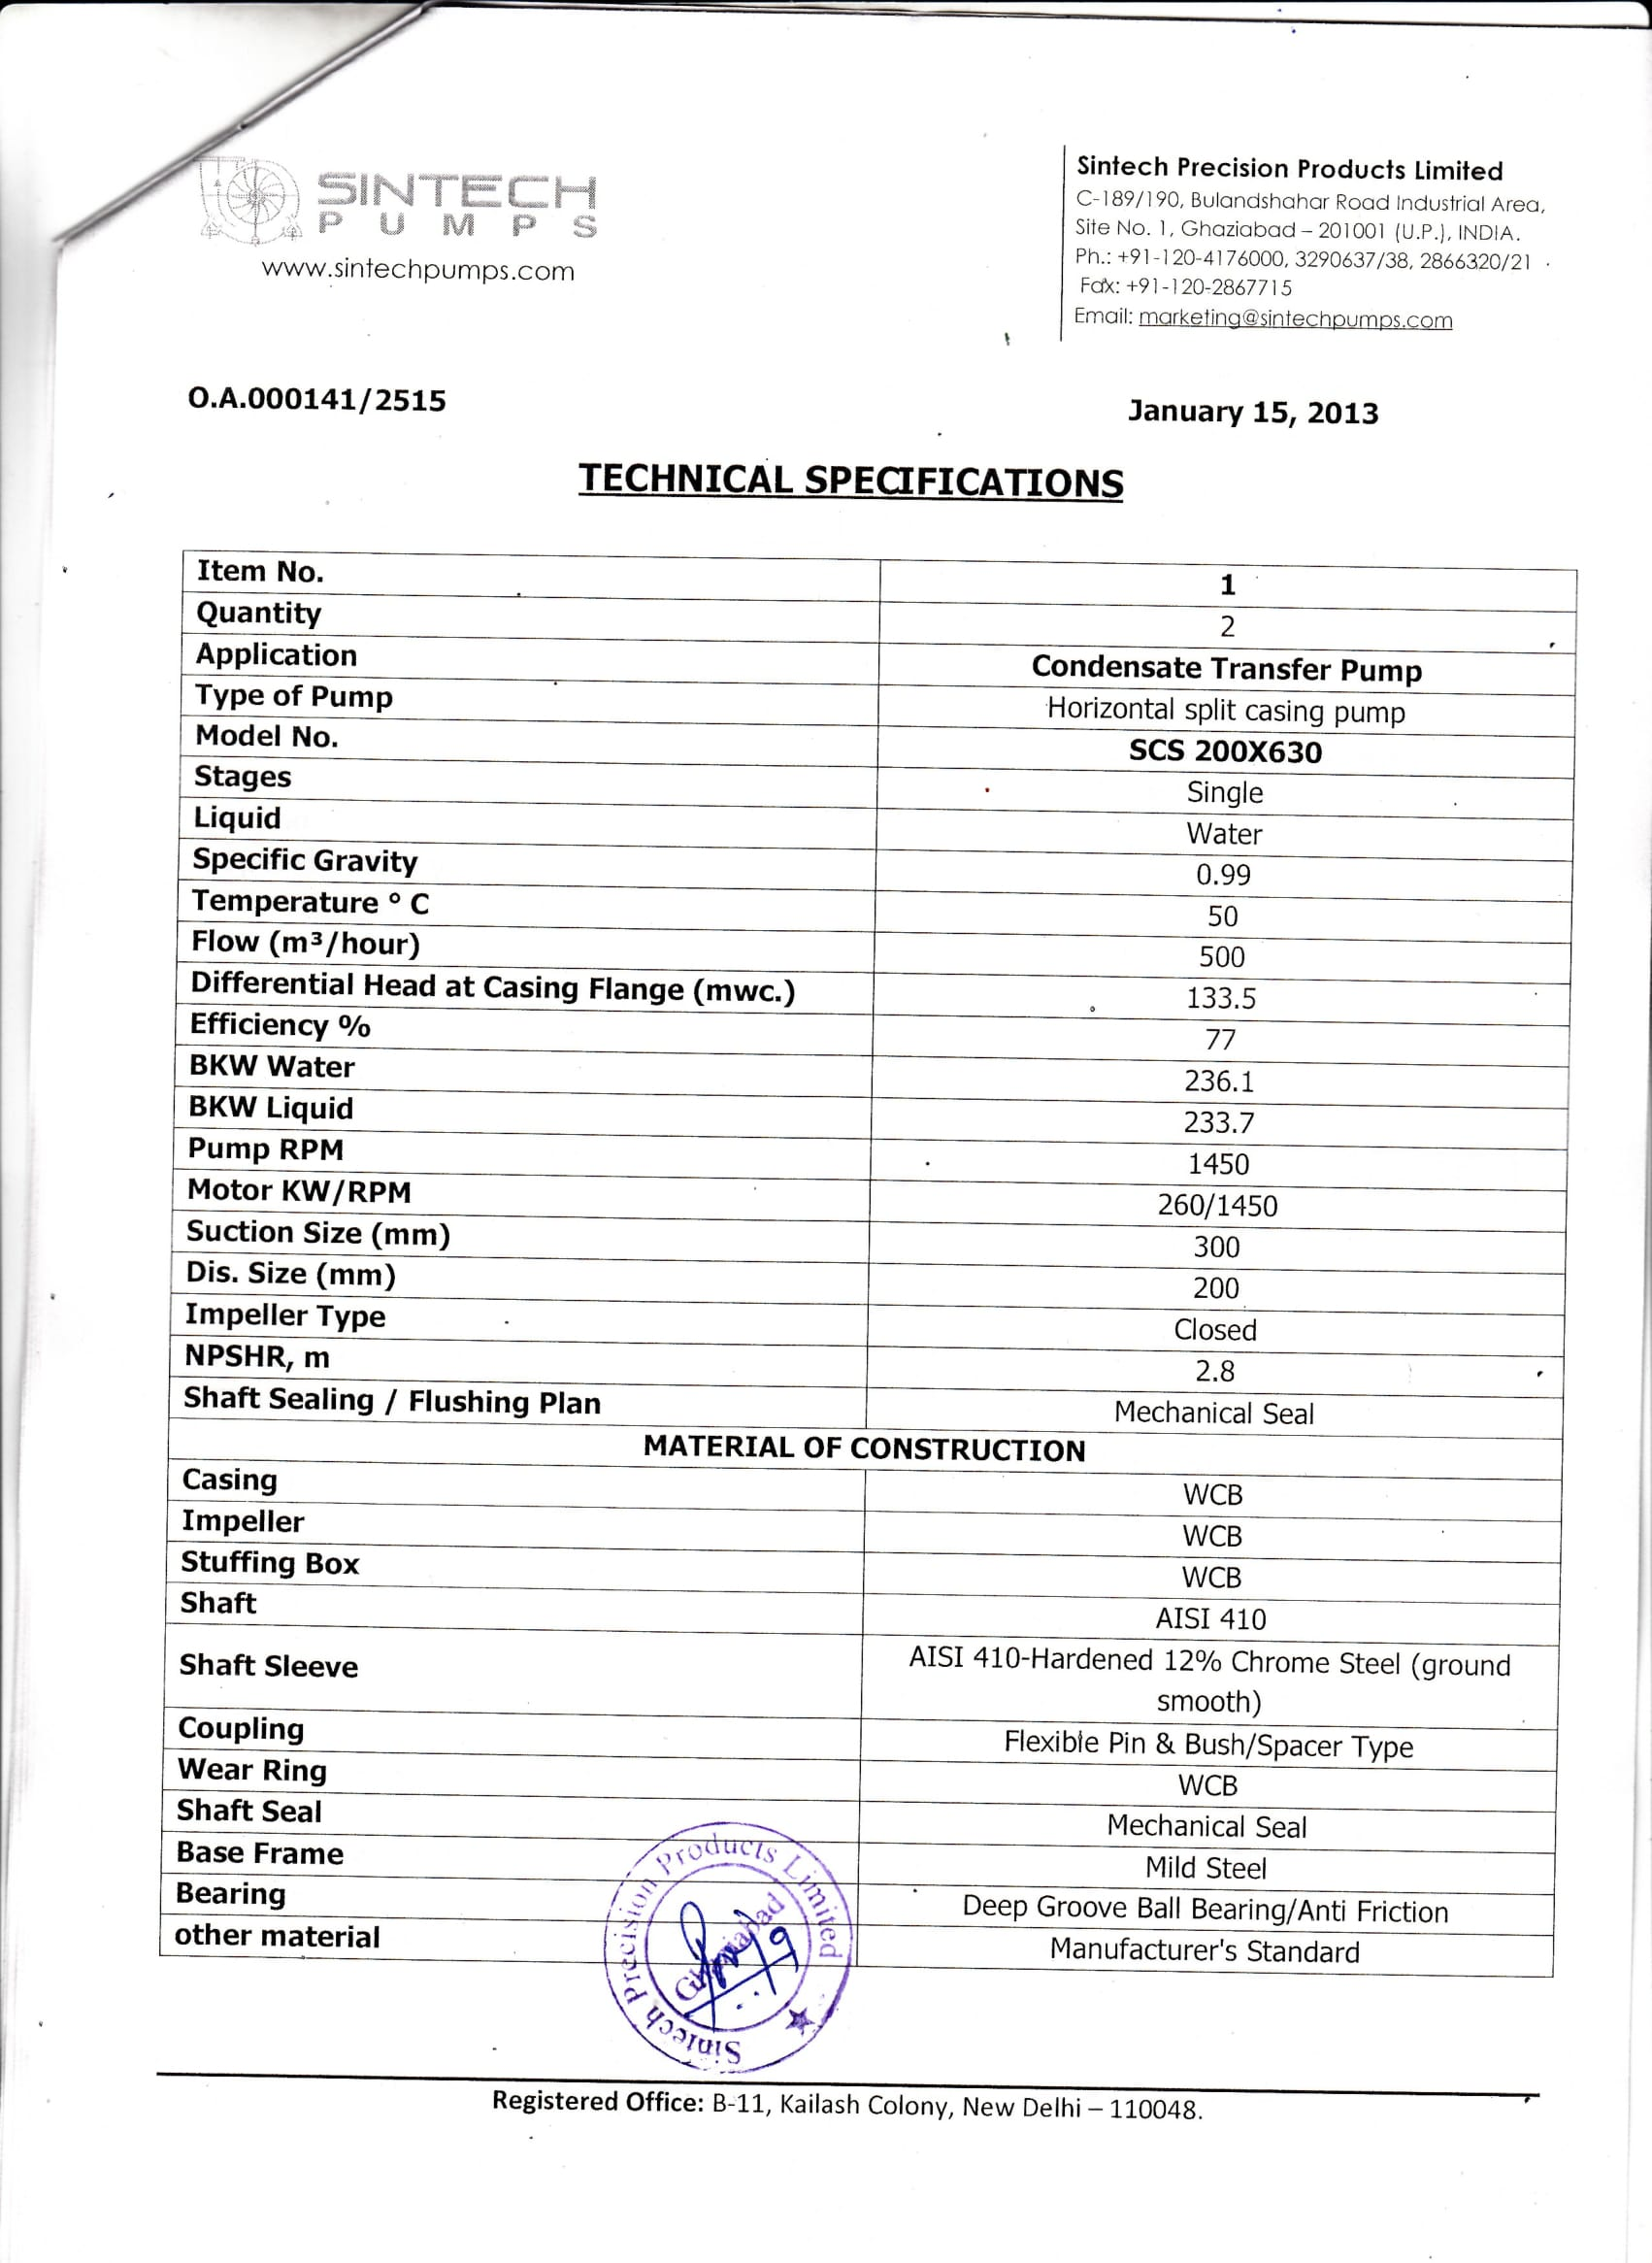 SINTECH
PUMPS
www.sintechpumps.com
Sintech Precision Products Limited
C-189/190, Bulandshahar Road Industrial Area,
Site No. 1, Ghaziabad – 201001 (U.P.), INDIA.
Ph.: +91-120-4176000, 3290637/38, 2866320/21
Fax: +91-120-2867715
Email: marketing@sintechpumps.com
O.A.000141/2515 January 15, 2013
TECHNICAL SPECIFICATIONS
Item No. 1
Quantity 2
Application Condensate Transfer Pump
Type of Pump Horizontal split casing pump
Model No. SCS 200X630
Stages Single
Liquid Water
Specific Gravity 0.99
Temperature ° C 50
Flow (m³/hour) 500
Differential Head at Casing Flange (mwc.) 133.5
Efficiency % 77
BKW Water 236.1
BKW Liquid 233.7
Pump RPM 1450
Motor KW/RPM 260/1450
Suction Size (mm) 300
Dis. Size (mm) 200
Impeller Type Closed
NPSHR, m 2.8
Shaft Sealing / Flushing Plan Mechanical Seal
MATERIAL OF CONSTRUCTION
Casing WCB
Impeller WCB
Stuffing Box WCB
Shaft AISI 410
Shaft Sleeve AISI 410-Hardened 12% Chrome Steel (ground
smooth)
Coupling Flexible Pin & Bush/Spacer Type
Wear Ring WCB
Shaft Seal Mechanical Seal
Base Frame Mild Steel
Bearing Deep Groove Ball Bearing/Anti Friction
other material Manufacturer's Standard
Sintech Precision Products Limited
Ghaziabad
Registered Office: B-11, Kailash Colony, New Delhi – 110048.